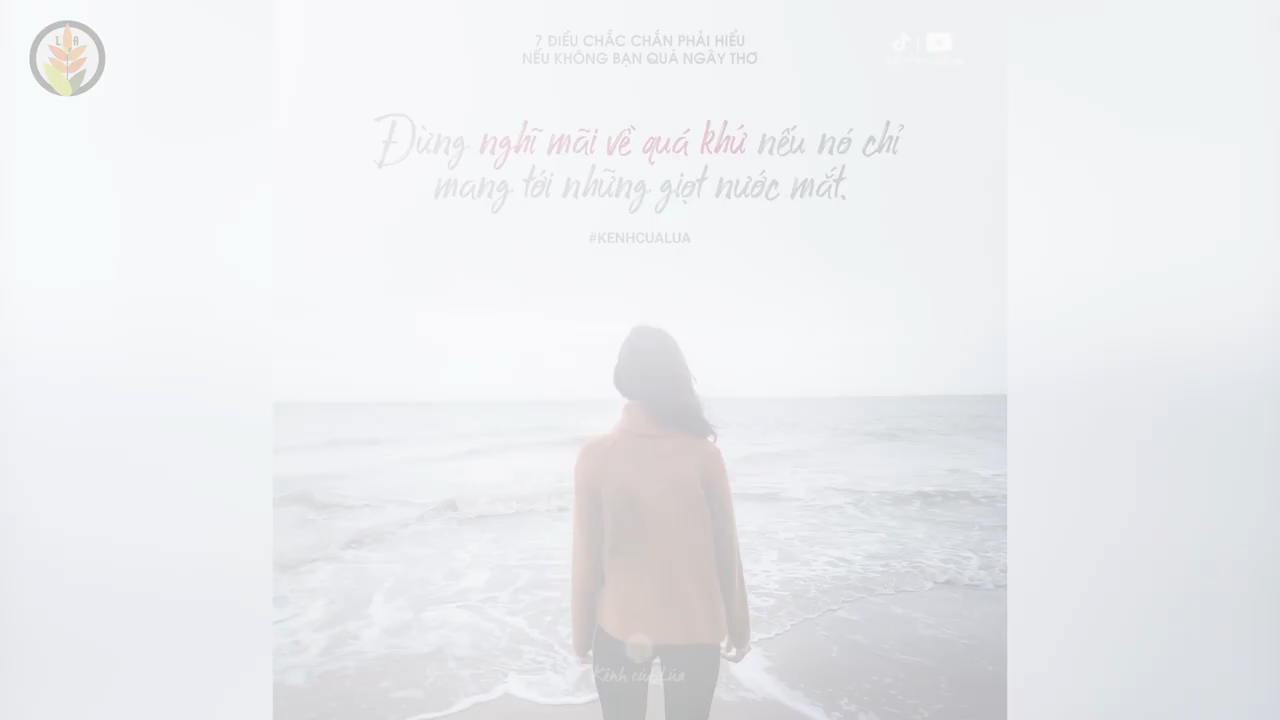 L A
7 ĐIỀU CHẮC CHẮN PHẢI HIỂU
NẾU KHÔNG BẠN QUÁ NGÂY THƠ
Đừng nghĩ mãi về quá khứ nếu nó chỉ
mang tới những giọt nước mắt.
#KENHCUALUA
Kênh của Lúa